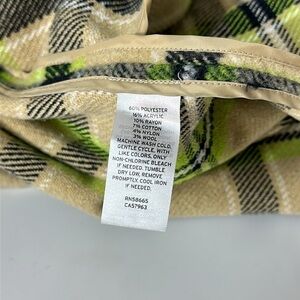 60% POLYESTER
16% ACRYLIC
10% RAYON
7% COTTON
4% NYLON
3% WOOL
MACHINE WASH COLD,
GENTLE CYCLE, WITH
LIKE COLORS, ONLY
NON-CHLORINE BLEACH
IF NEEDED, TUMBLE
DRY LOW, REMOVE
PROMPTLY, COOL IRON
IF NEEDED.
RN58665
CA57963